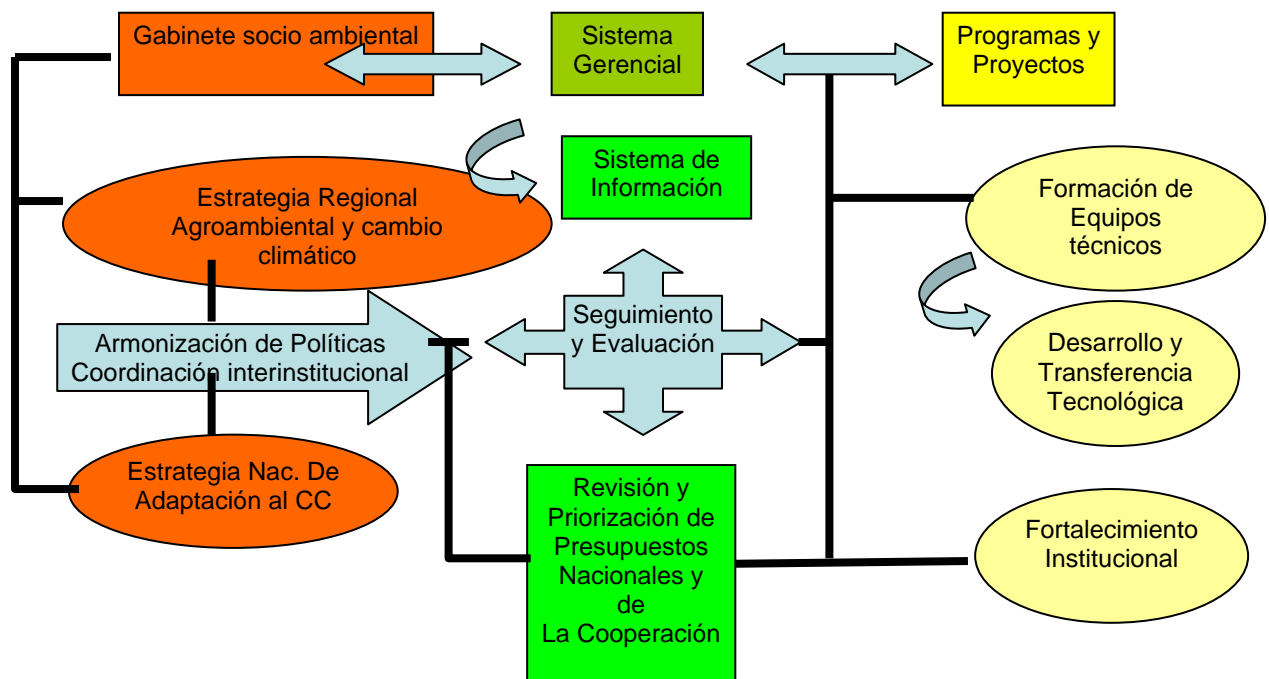 Gabinete socio ambiental
Sistema
Gerencial
Programas y
Proyectos
Sistema de
Información
Estrategia Regional
Agroambiental y cambio
climático
Formación de
Equipos
técnicos
Seguimiento
y Evaluación
Armonización de Políticas
Coordinación interinstitucional
Desarrollo y
Transferencia
Tecnológica
Estrategia Nac. De
Adaptación al CC
Revisión y
Priorización de
Presupuestos
Nacionales y
de
La Cooperación
Fortalecimiento
Institucional